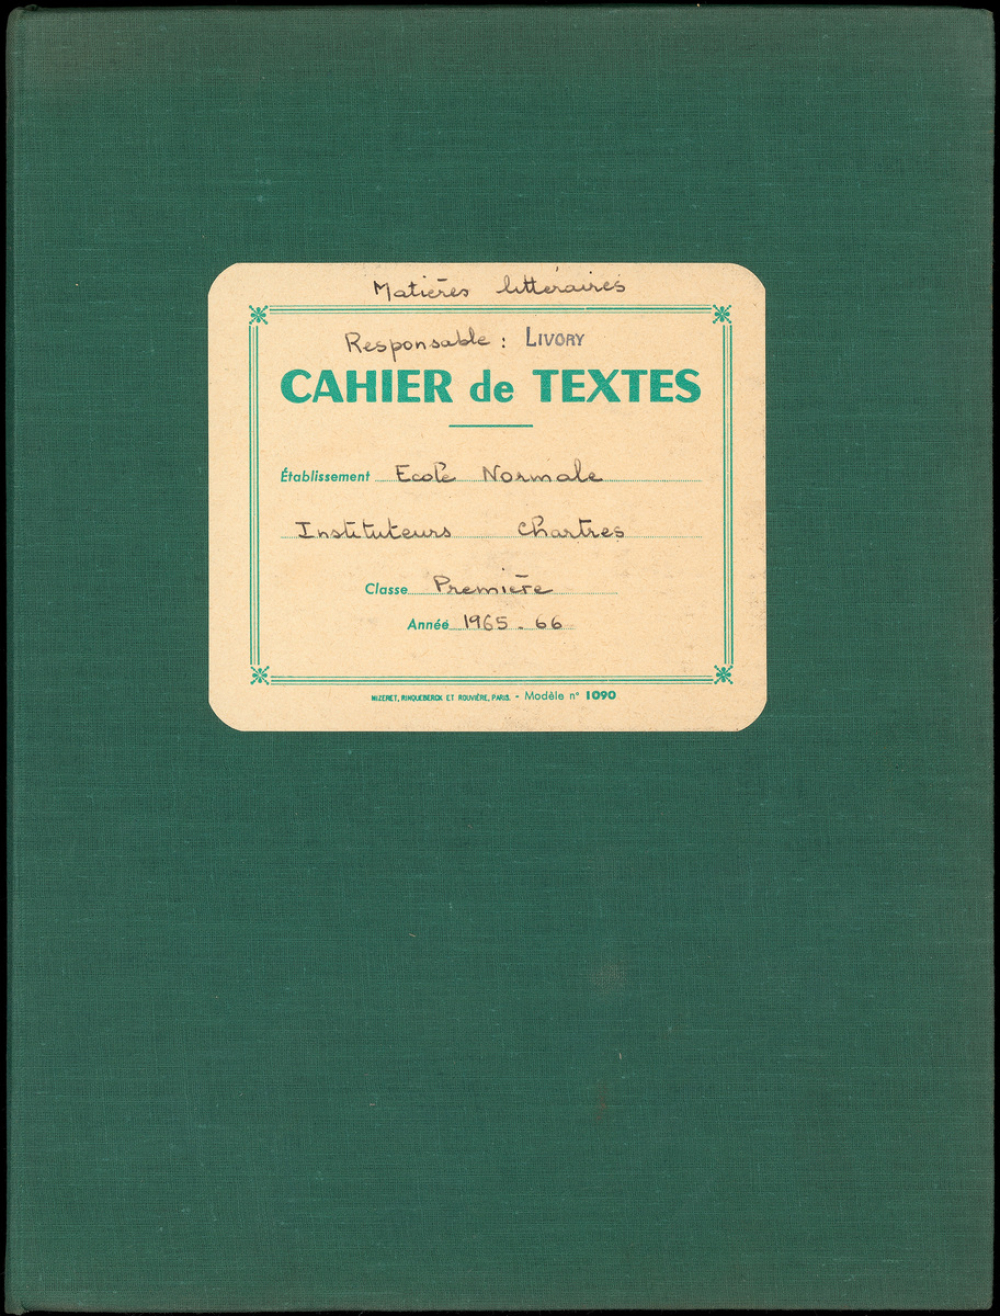 Matières littéraires
Responsable : LIVORY
CAHIER de TEXTES
Établissement Ecole Normale
Instituteurs Chartres
Classe Première
Année 1965-66
MIZERET, RINQUEBERCK ET ROUVIÈRE, PARIS. - Modèle n° 1090